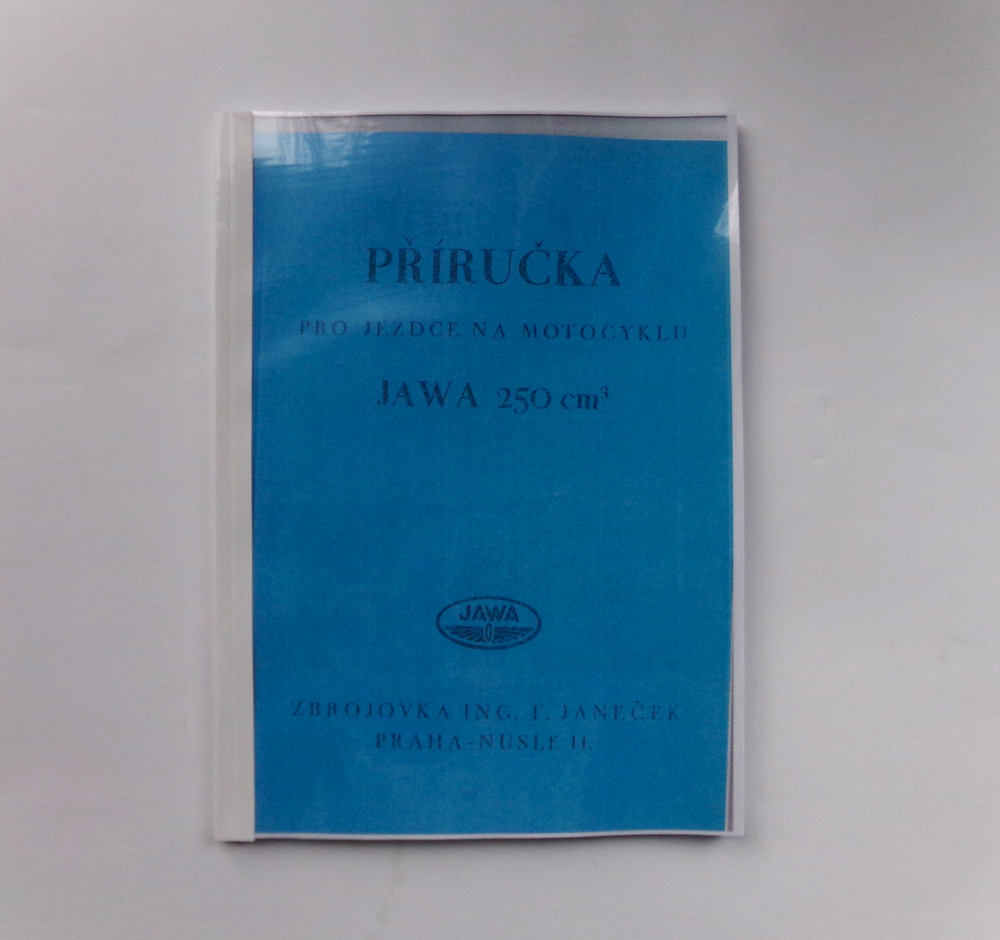 PŘÍRUČKA
PRO JEZDCE NA MOTOCYKLU
JAWA 250 cm³
JAWA
ZBROJOVKA ING. F. JANEČEK
PRAHA-NUSLE II.